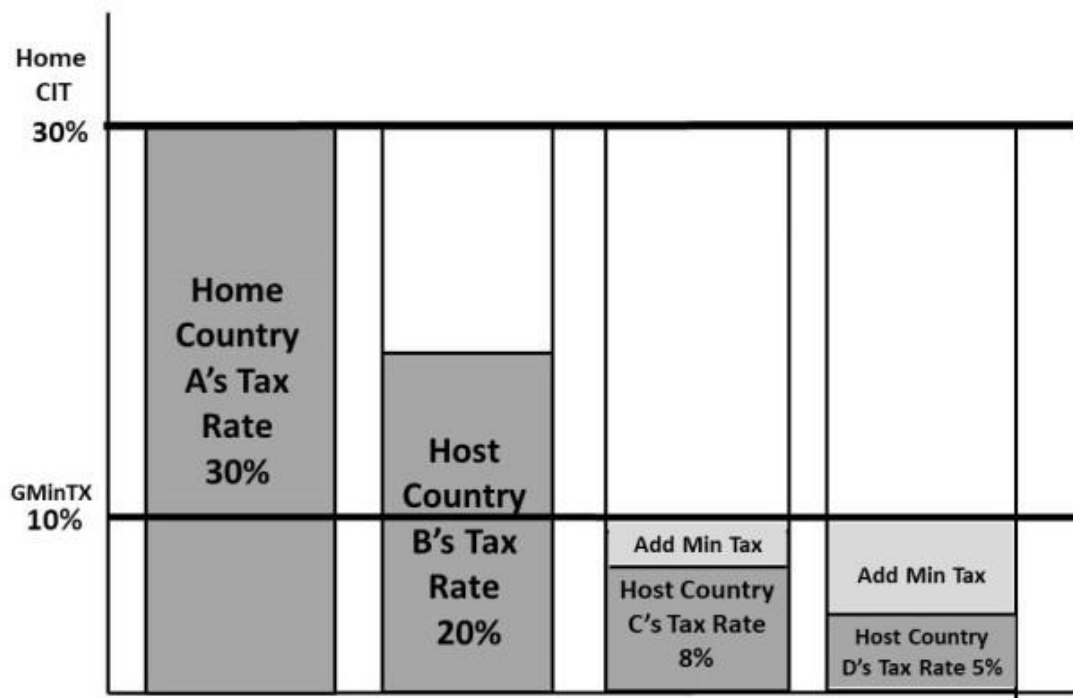 Home
CIT
30%
GMinTX
10%
Home
Country
A's Tax
Rate
30%
Host
Country
B's Tax
Rate
20%
Add Min Tax
Host Country
C's Tax Rate
8%
Add Min Tax
Host Country
D's Tax Rate 5%